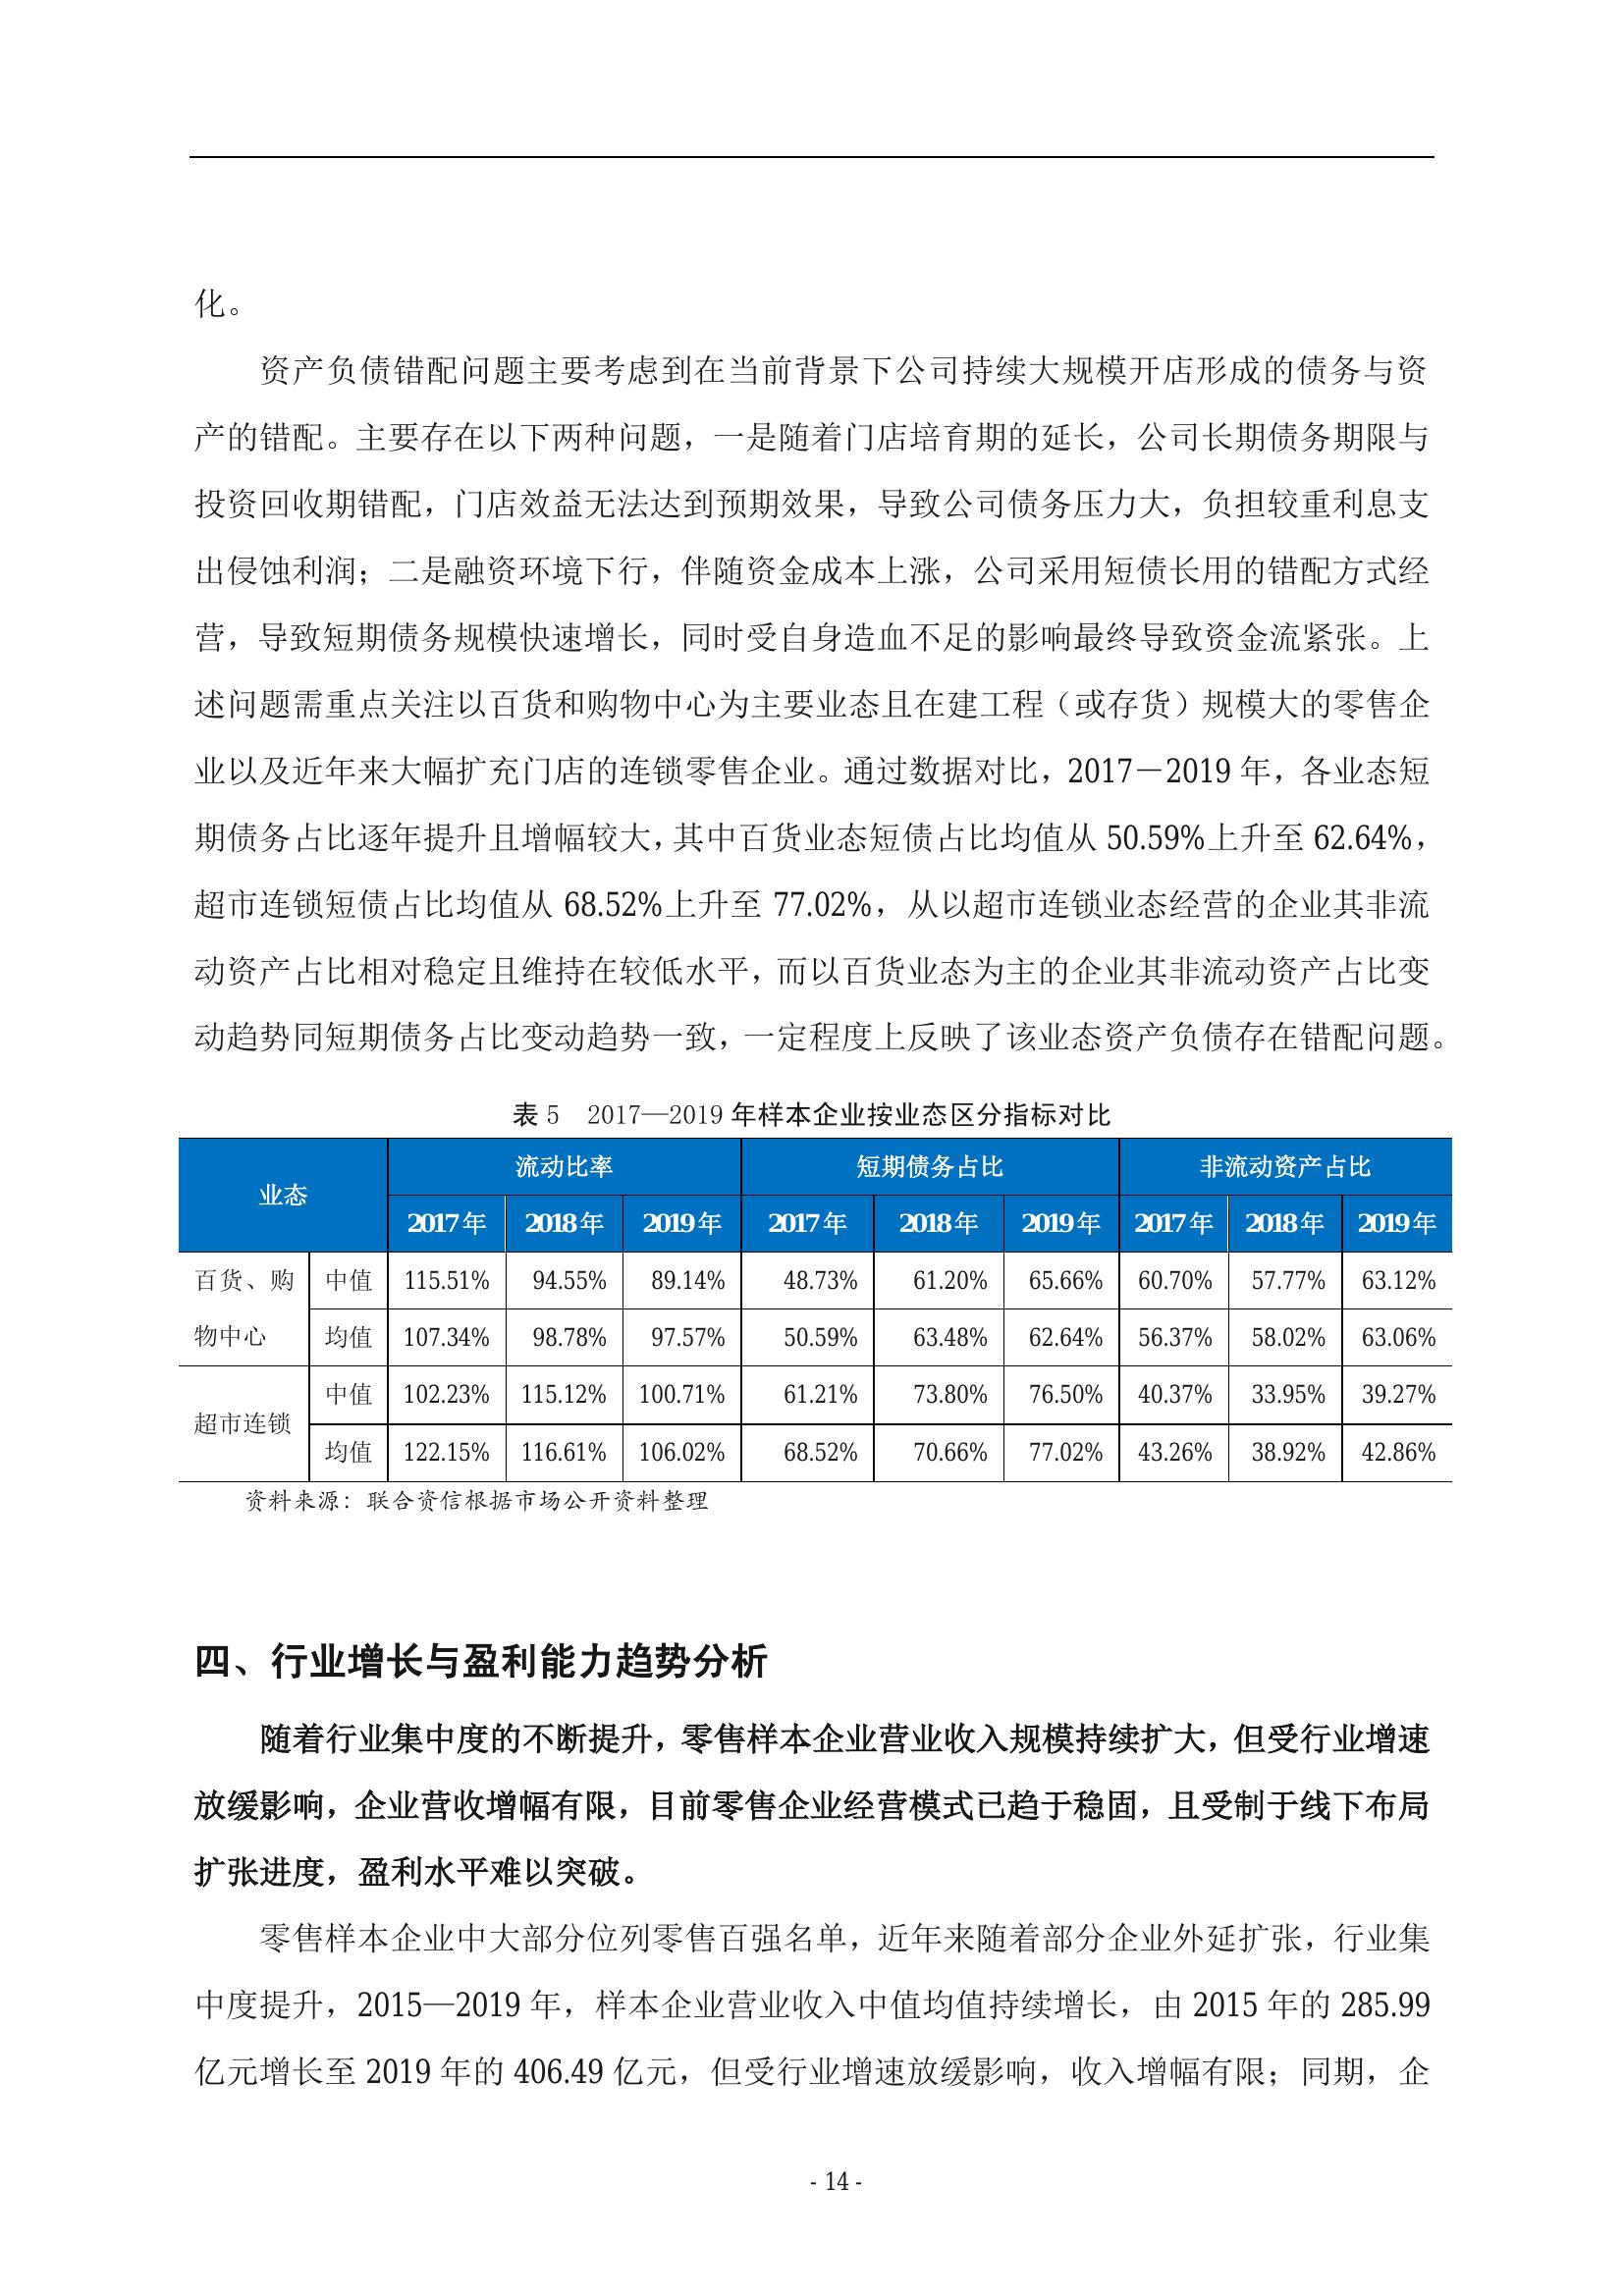 化。
资产负债错配问题主要考虑到在当前背景下公司持续大规模开店形成的债务与资
产的错配。主要存在以下两种问题，一是随着门店培育期的延长，公司长期债务期限与
投资回收期错配，门店效益无法达到预期效果，导致公司债务压力大，负担较重利息支
出侵蚀利润；二是融资环境下行，伴随资金成本上涨，公司采用短债长用的错配方式经
营，导致短期债务规模快速增长，同时受自身造血不足的影响最终导致资金流紧张。上
述问题需重点关注以百货和购物中心为主要业态且在建工程（或存货）规模大的零售企
业以及近年来大幅扩充门店的连锁零售企业。通过数据对比，2017－2019 年，各业态短
期债务占比逐年提升且增幅较大，其中百货业态短债占比均值从 50.59%上升至 62.64%，
超市连锁短债占比均值从 68.52%上升至 77.02%，从以超市连锁业态经营的企业其非流
动资产占比相对稳定且维持在较低水平，而以百货业态为主的企业其非流动资产占比变
动趋势同短期债务占比变动趋势一致，一定程度上反映了该业态资产负债存在错配问题。
表 5 2017—2019 年样本企业按业态区分指标对比
业态 流动比率 短期债务占比 非流动资产占比
2017年 2018年 2019年 2017年 2018年 2019年 2017年 2018年 2019年
百货、购物中心 中值 115.51% 94.55% 89.14% 48.73% 61.20% 65.66% 60.70% 57.77% 63.12%
均值 107.34% 98.78% 97.57% 50.59% 63.48% 62.64% 56.37% 58.02% 63.06%
超市连锁 中值 102.23% 115.12% 100.71% 61.21% 73.80% 76.50% 40.37% 33.95% 39.27%
均值 122.15% 116.61% 106.02% 68.52% 70.66% 77.02% 43.26% 38.92% 42.86%
资料来源：联合资信根据市场公开资料整理
四、行业增长与盈利能力趋势分析
随着行业集中度的不断提升，零售样本企业营业收入规模持续扩大，但受行业增速
放缓影响，企业营收增幅有限，目前零售企业经营模式已趋于稳固，且受制于线下布局
扩张进度，盈利水平难以突破。
零售样本企业中大部分位列零售百强名单，近年来随着部分企业外延扩张，行业集
中度提升，2015—2019 年，样本企业营业收入中值均值持续增长，由 2015 年的 285.99
亿元增长至 2019 年的 406.49 亿元，但受行业增速放缓影响，收入增幅有限；同期，企
- 14 -